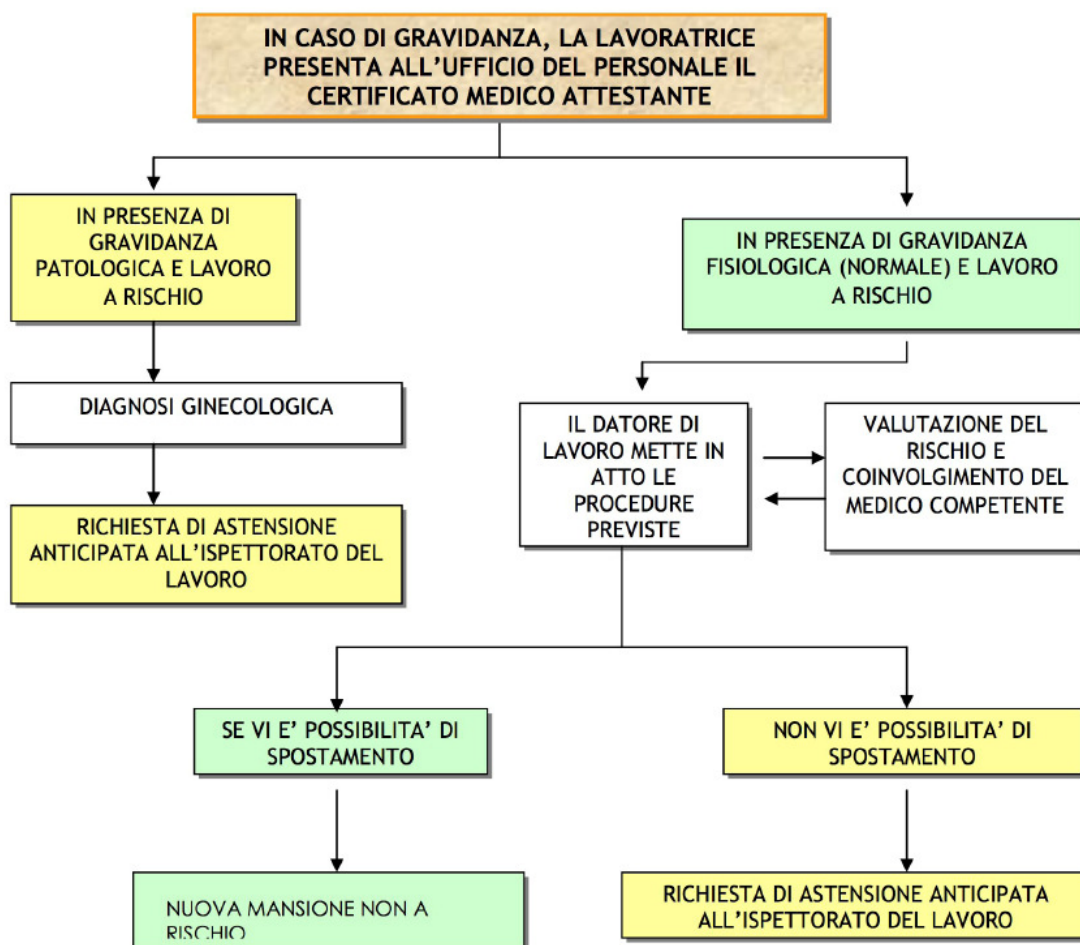 IN CASO DI GRAVIDANZA, LA LAVORATRICE
PRESENTA ALL'UFFICIO DEL PERSONALE IL
CERTIFICATO MEDICO ATTESTANTE
IN PRESENZA DI
GRAVIDANZA
PATOLOGICA E LAVORO
A RISCHIO
IN PRESENZA DI GRAVIDANZA
FISIOLOGICA (NORMALE) E LAVORO
A RISCHIO
DIAGNOSI GINECOLOGICA
RICHIESTA DI ASTENSIONE
ANTICIPATA ALL'ISPETTORATO DEL
LAVORO
IL DATORE DI
LAVORO METTE IN
ATTO LE
PROCEDURE
PREVISTE
VALUTAZIONE DEL
RISCHIO E
COINVOLGIMENTO DEL
MEDICO COMPETENTE
SE VI E' POSSIBILITA' DI
SPOSTAMENTO
NON VI E' POSSIBILITA' DI
SPOSTAMENTO
NUOVA MANSIONE NON A
RISCHIO
RICHIESTA DI ASTENSIONE ANTICIPATA
ALL'ISPETTORATO DEL LAVORO